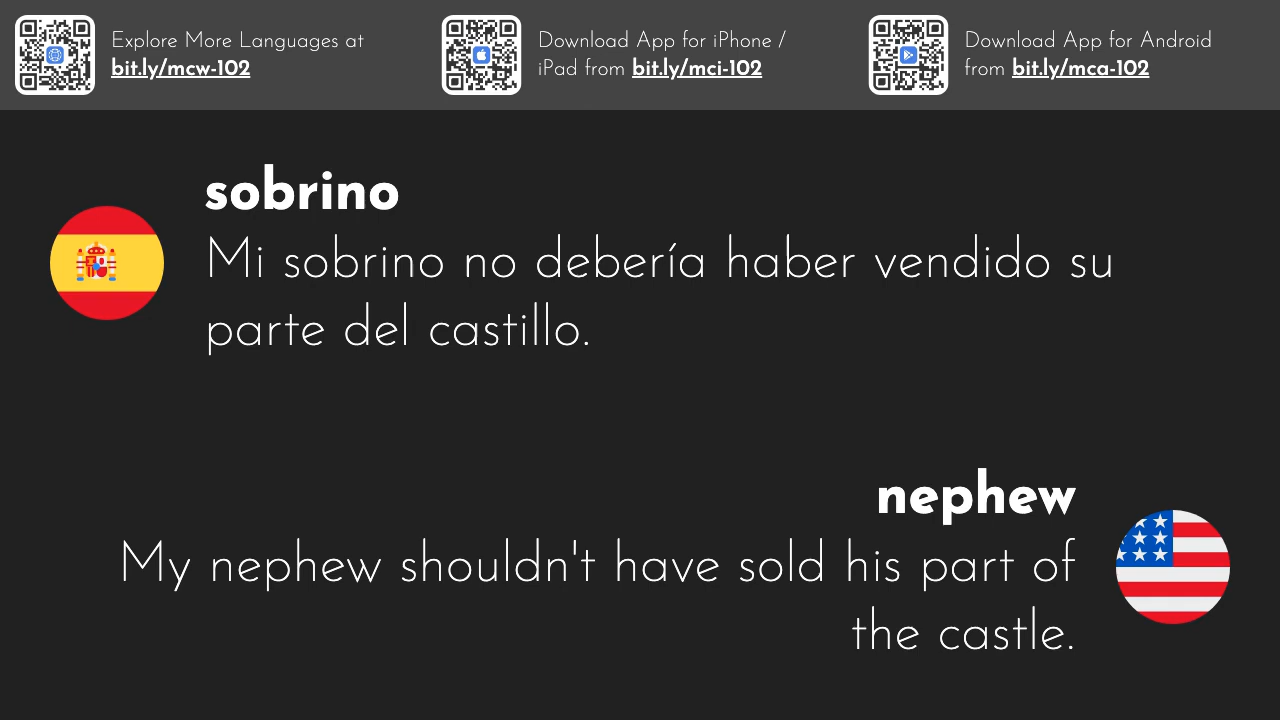 Explore More Languages at
bit.ly/mcw-102
Download App for iPhone /
iPad from bit.ly/mci-102
Download App for Android
from bit.ly/mca-102
sobrino
Mi sobrino no debería haber vendido su
parte del castillo.
nephew
My nephew shouldn't have sold his part of
the castle.